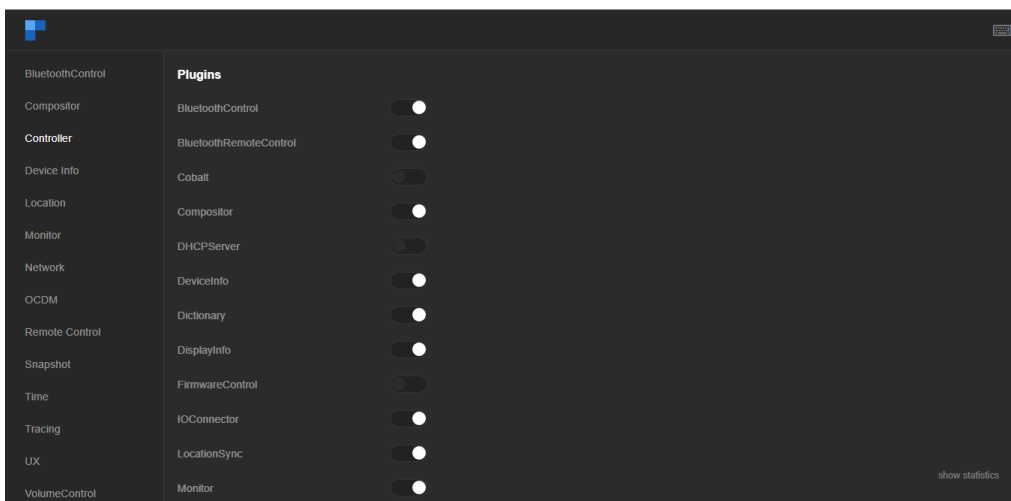 BluetoothControl
Compositor
Controller
Device Info
Location
Monitor
Network
OCDM
Remote Control
Snapshot
Time
Tracing
UX
VolumeControl
Plugins
BluetoothControl
BluetoothRemoteControl
Cobalt
Compositor
DHCPServer
DeviceInfo
Dictionary
DisplayInfo
FirmwareControl
IOConnector
LocationSync
Monitor
show statistics